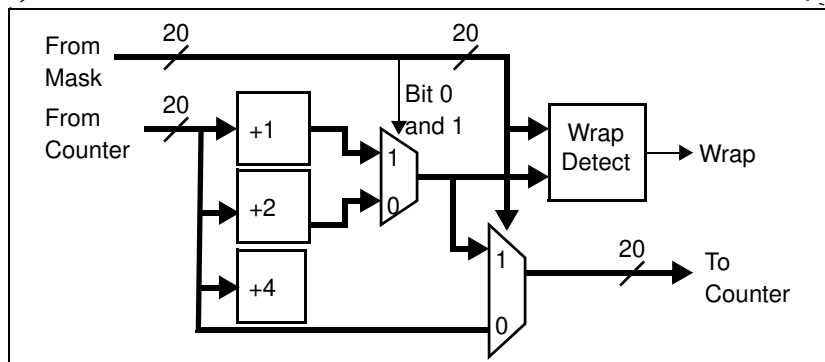 20
20
From
Mask
From
Counter
20
Bit 0
and 1
+1
1
Wrap
Detect
Wrap
+2
0
+4
1
20
To
Counter
0